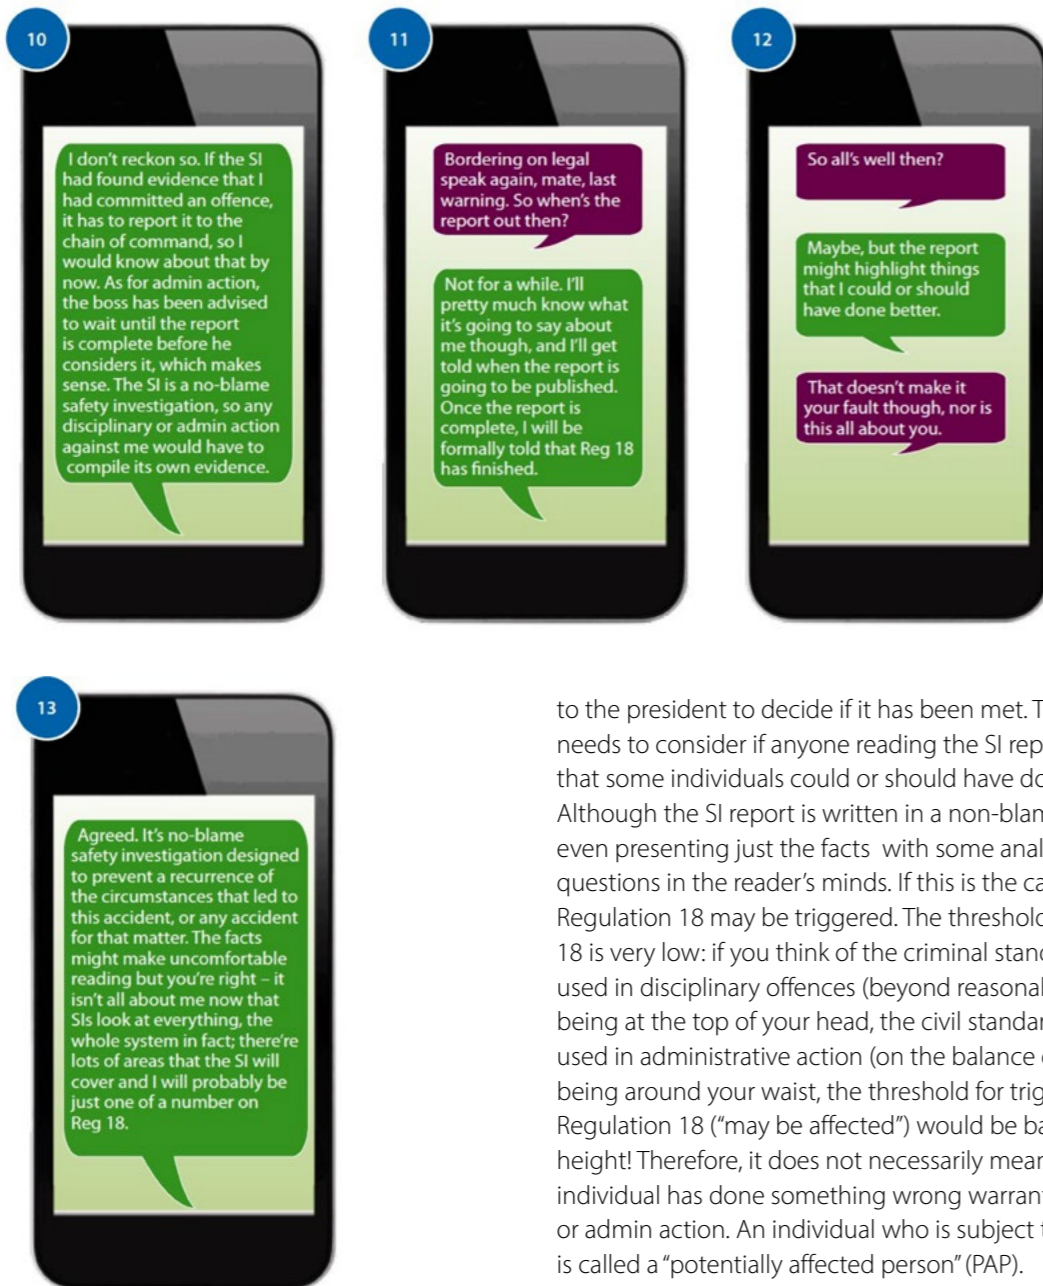 10
I don't reckon so. If the SI
had found evidence that I
had committed an offence,
it has to report it to the
chain of command, so I
would know about that by
now. As for admin action,
the boss has been advised
to wait until the report
is complete before he
considers it, which makes
sense. The SI is a no-blame
safety investigation, so any
disciplinary or admin action
against me would have to
compile its own evidence.
11
Bordering on legal
speak again, mate, last
warning. So when's the
report out then?
Not for a while. I'll
pretty much know what
it's going to say about
me though, and I'll get
told when the report is
going to be published.
Once the report is
complete, I will be
formally told that Reg 18
has finished.
12
So all's well then?
Maybe, but the report
might highlight things
that I could or should
have done better.
That doesn't make it
your fault though, nor is
this all about you.
13
Agreed. It's no-blame
safety investigation designed
to prevent a recurrence of
the circumstances that led to
this accident, or any accident
for that matter. The facts
might make uncomfortable
reading but you're right – it
isn't all about me now that
SIs look at everything, the
whole system in fact; there're
lots of areas that the SI will
cover and I will probably be
just one of a number on
Reg 18.
to the president to decide if it has been met. T
needs to consider if anyone reading the SI rep
that some individuals could or should have do
Although the SI report is written in a non-blam
even presenting just the facts with some anal
questions in the reader's minds. If this is the ca
Regulation 18 may be triggered. The threshold
18 is very low: if you think of the criminal stand
used in disciplinary offences (beyond reasonal
being at the top of your head, the civil standar
used in administrative action (on the balance
being around your waist, the threshold for trig
Regulation 18 ("may be affected") would be ba
height! Therefore, it does not necessarily mean
individual has done something wrong warrant
or admin action. An individual who is subject t
is called a "potentially affected person" (PAP).